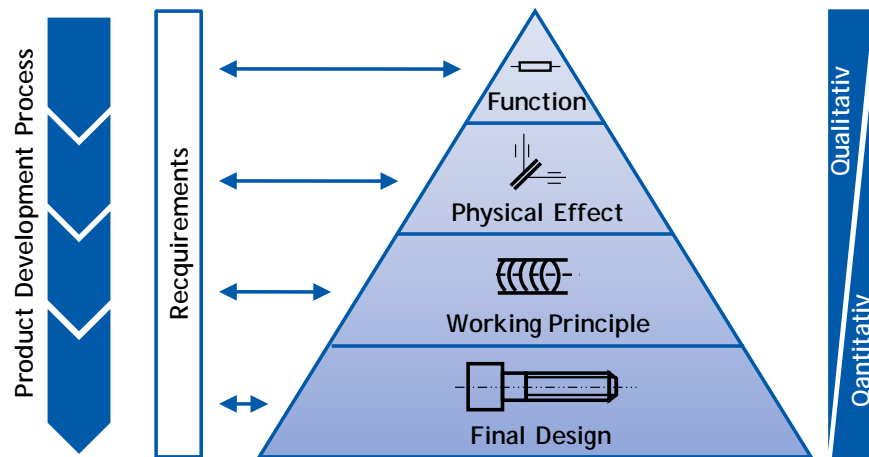 Product Development Process
Recquirements
Function
Physical Effect
Working Principle
Final Design
Qualitativ
Qantitativ